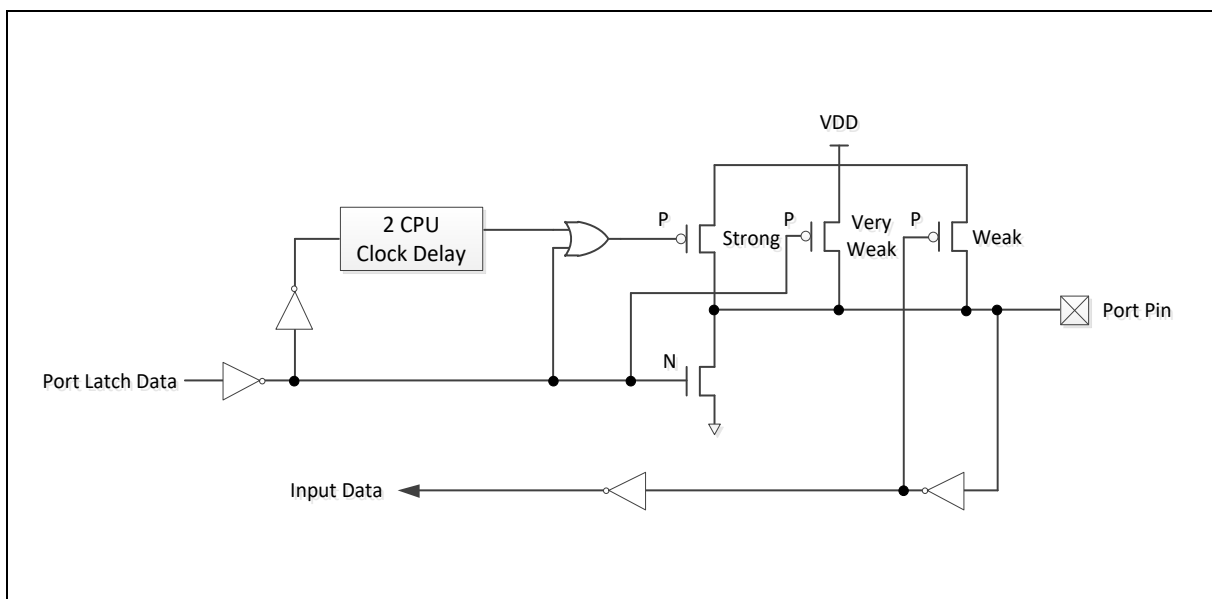 VDD
2 CPU
Clock Delay
P
Strong
P
Very
Weak
P
Weak
Port Pin
N
Port Latch Data
Input Data